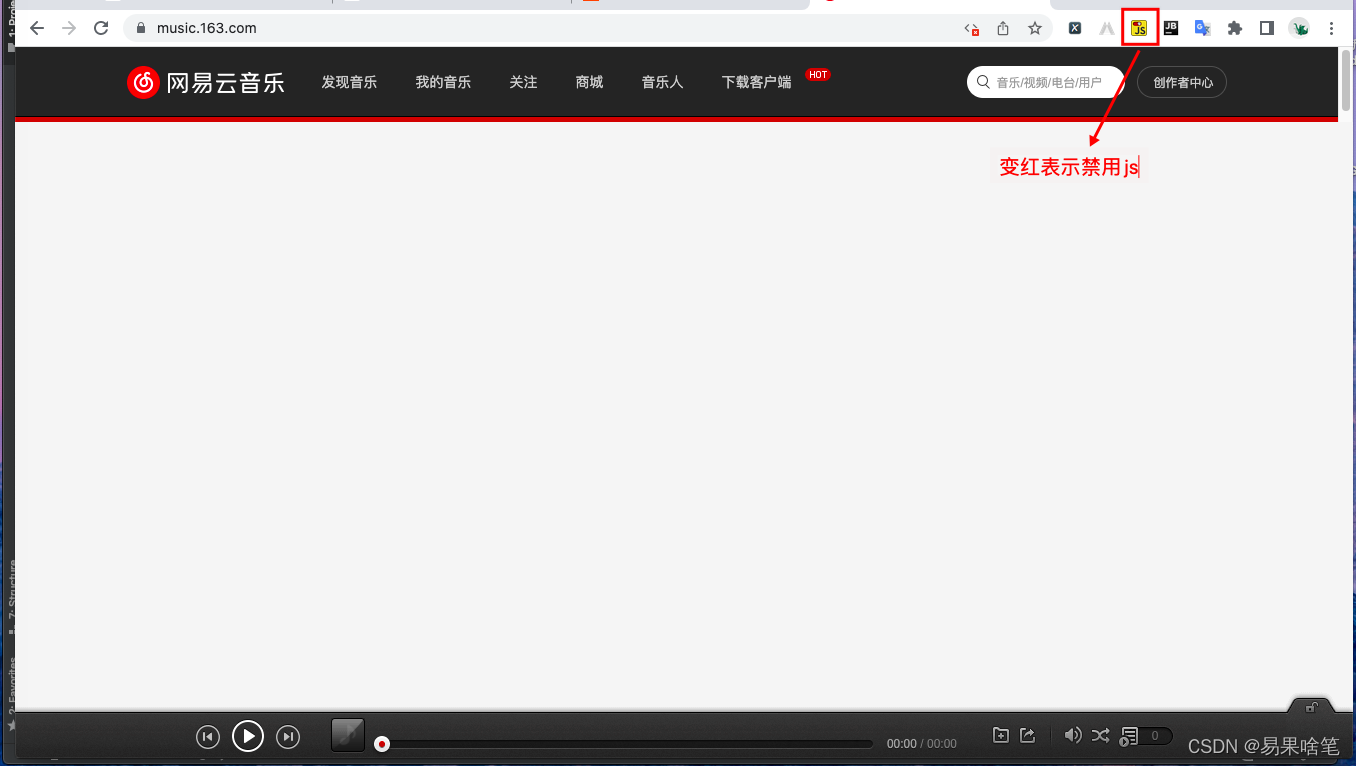 1: Proje
music.163.com
JS
JB
G
网易云音乐
发现音乐
我的音乐
关注
商城
音乐人
下载客户端
HOT
音乐/视频/电台/用户
创作者中心
变红表示禁用js
7: Structure
2: Favorites
00:00 / 00:00
0
CSDN @易果啥笔